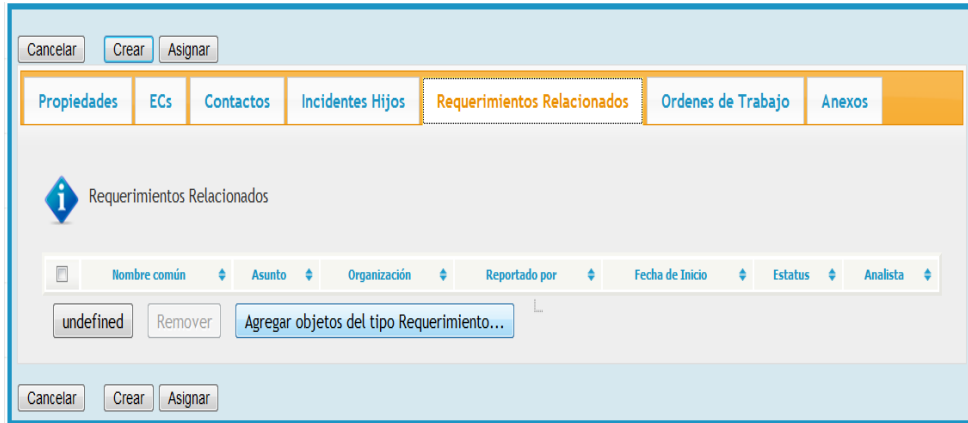 Cancelar Crear Asignar
Propiedades ECs Contactos Incidentes Hijos Requerimientos Relacionados Ordenes de Trabajo Anexos
Requerimientos Relacionados
Nombre común Asunto Organización Reportado por Fecha de Inicio Estatus Analista
undefined Remover Agregar objetos del tipo Requerimiento...
Cancelar Crear Asignar